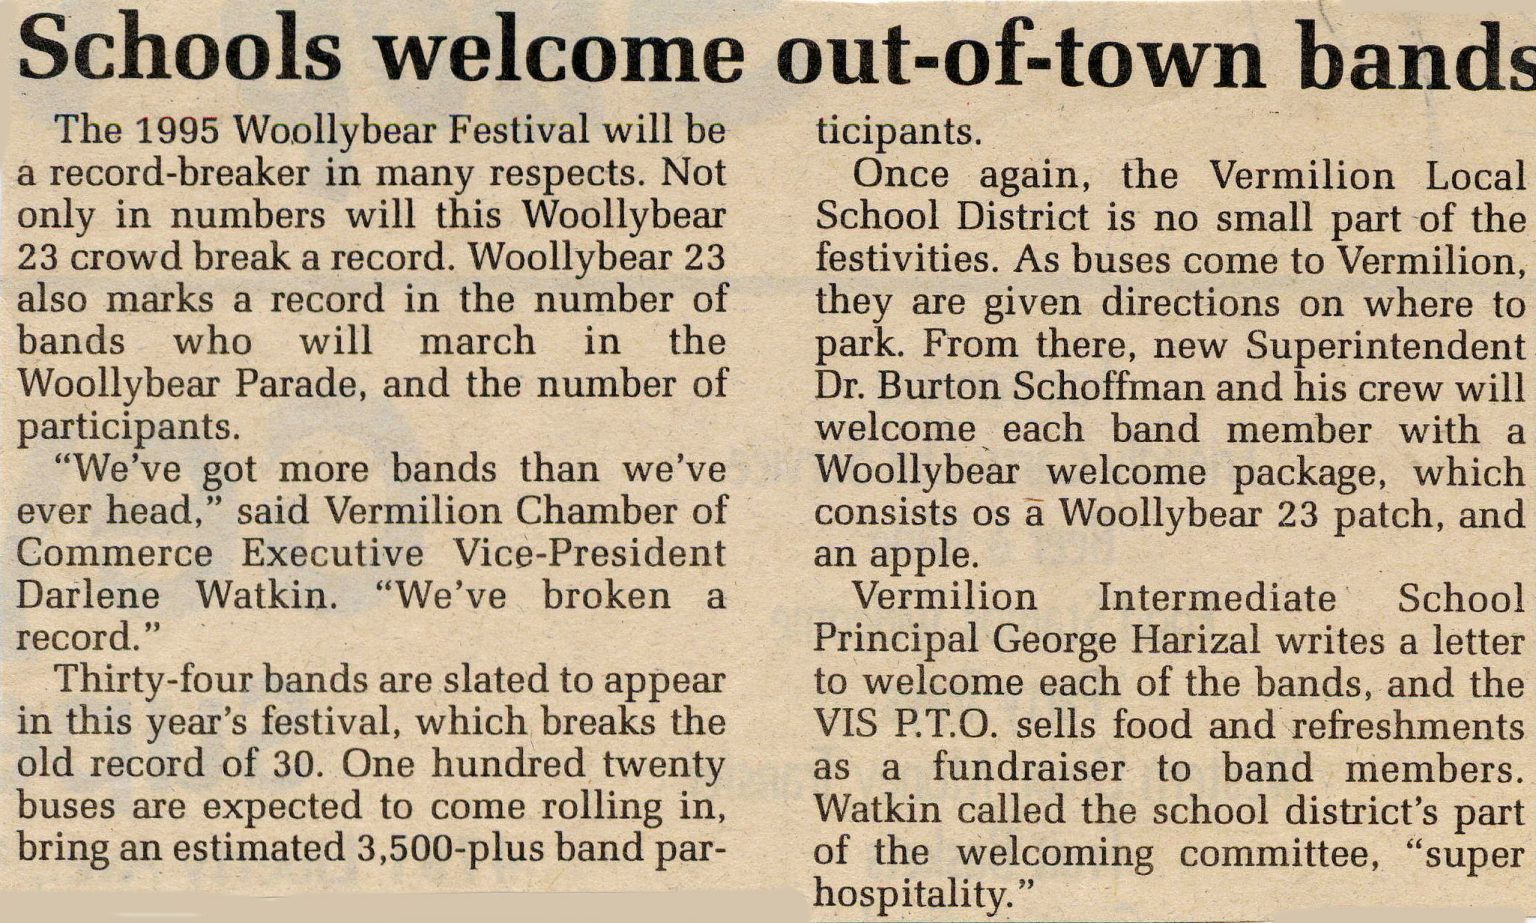 Schools welcome out-of-town bands
The 1995 Woollybear Festival will be
a record-breaker in many respects. Not
only in numbers will this Woollybear
23 crowd break a record. Woollybear 23
also marks a record in the number of
bands who will march in the
Woollybear Parade, and the number of
participants.
“We’ve got more bands than we’ve
ever head,” said Vermilion Chamber of
Commerce Executive Vice-President
Darlene Watkin. “We’ve broken a
record.”
Thirty-four bands are slated to appear
in this year’s festival, which breaks the
old record of 30. One hundred twenty
buses are expected to come rolling in,
bring an estimated 3,500-plus band par-
ticipants.
Once again, the Vermilion Local
School District is no small part of the
festivities. As buses come to Vermilion,
they are given directions on where to
park. From there, new Superintendent
Dr. Burton Schoffman and his crew will
welcome each band member with a
Woollybear welcome package, which
consists os a Woollybear 23 patch, and
an apple.
Vermilion Intermediate School
Principal George Harizal writes a letter
to welcome each of the bands, and the
VIS P.T.O. sells food and refreshments
as a fundraiser to band members.
Watkin called the school district’s part
of the welcoming committee, “super
hospitality.”